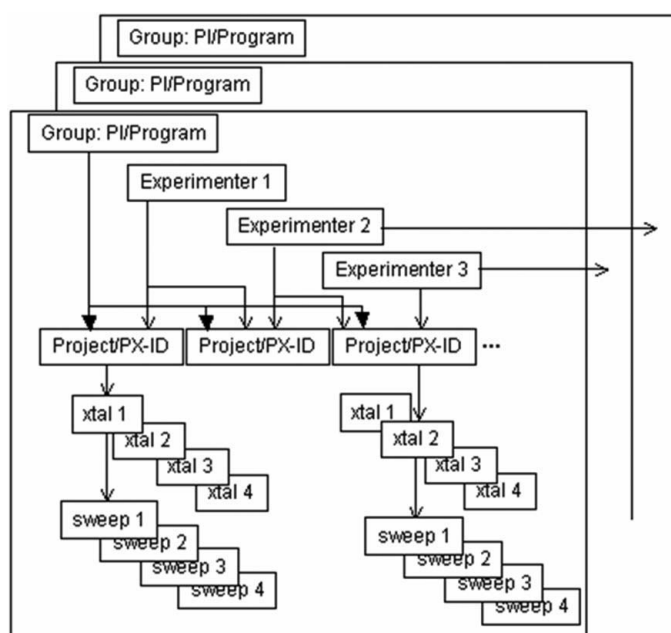 Group: PI/Program
Group: PI/Program
Group: PI/Program
Experimenter 1
Experimenter 2
Experimenter 3
Project/PX-ID Project/PX-ID Project/PX-ID ...
xtal 1
xtal 2
xtal 3
xtal 4
sweep 1
sweep 2
sweep 3
sweep 4
xtal 1
xtal 2
xtal 3
xtal 4
sweep 1
sweep 2
sweep 3
sweep 4